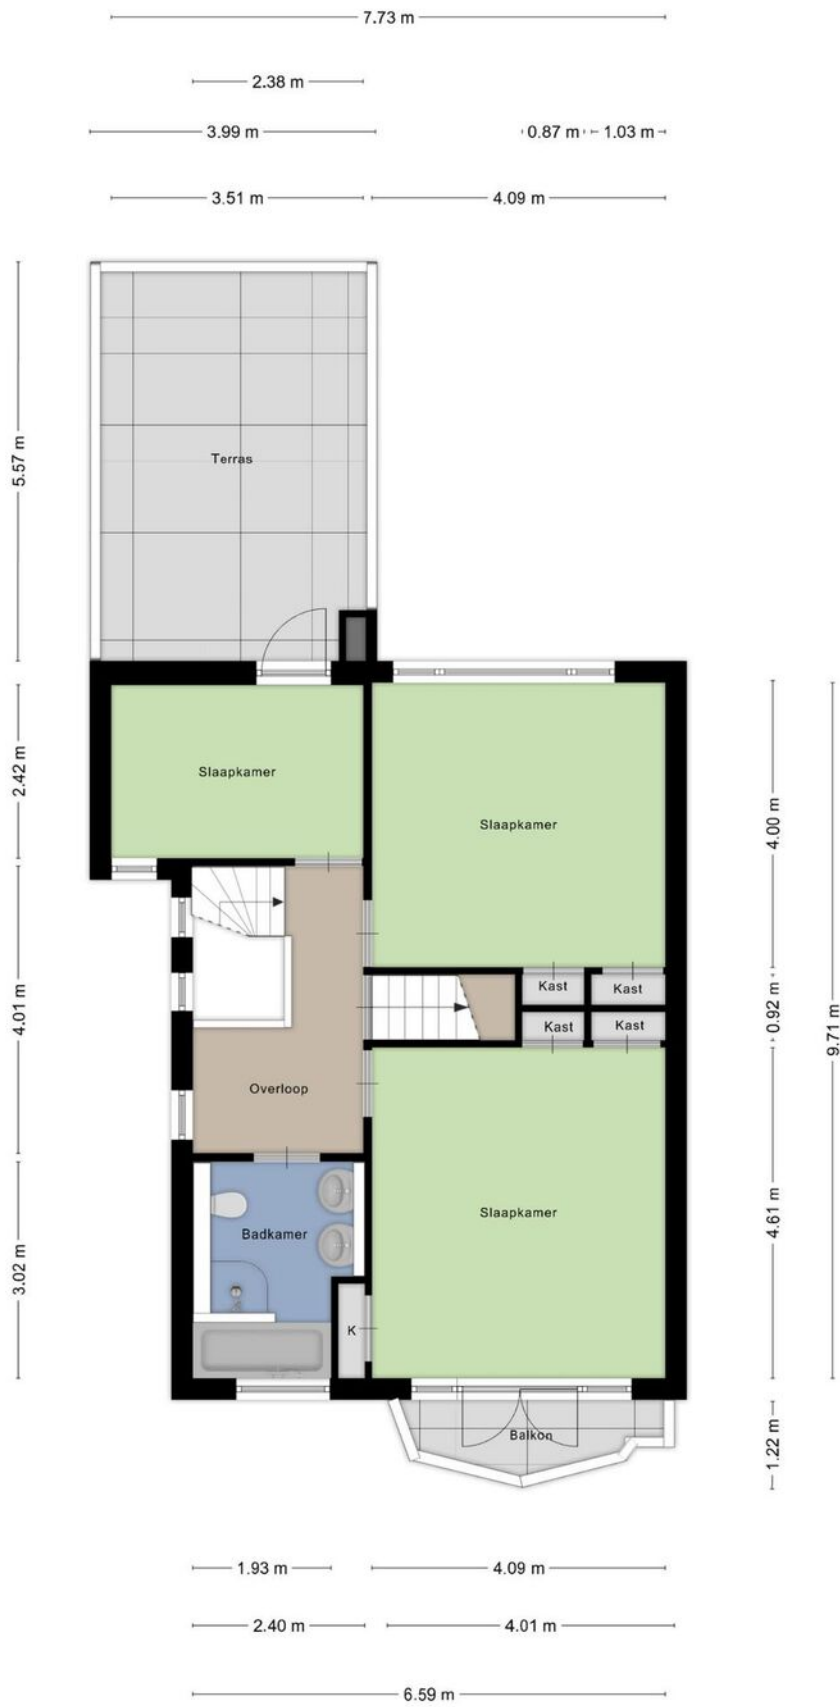 7.73 m
2.38 m
3.99 m
0.87 m
1.03 m
3.51 m
4.09 m
5.57 m
Terras
2.42 m
Slaapkamer
Slaapkamer
4.00 m
Kast
Kast
0.92 m
Kast
Kast
4.01 m
9.71 m
Overloop
Slaapkamer
4.61 m
Badkamer
3.02 m
K
Balkon
1.22 m
1.93 m
4.09 m
2.40 m
4.01 m
6.59 m